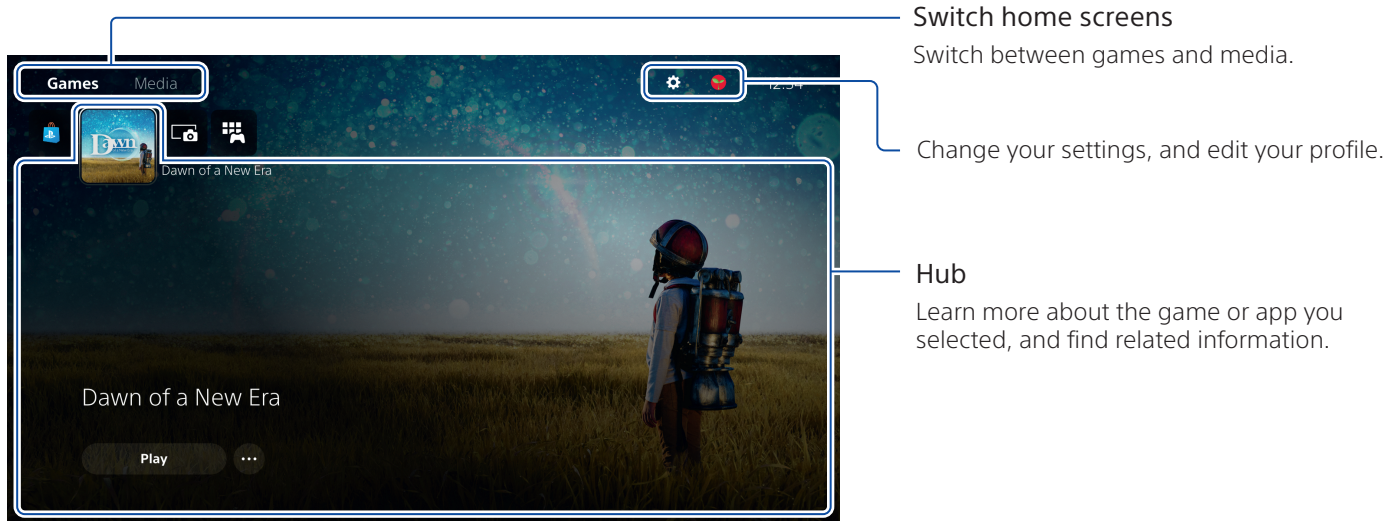 Switch home screens
Switch between games and media.
Games Media
12:34
Dawn
Dawn of a New Era
Change your settings, and edit your profile.
Hub
Learn more about the game or app you
selected, and find related information.
Dawn of a New Era
Play